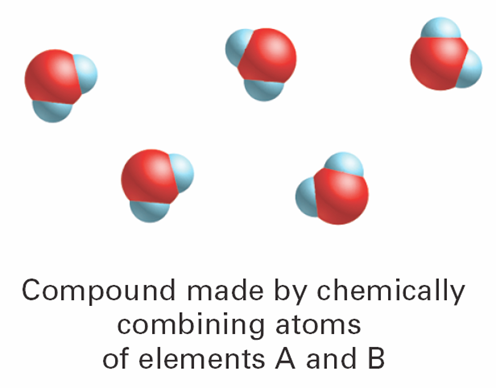 Compound made by chemically
combining atoms
of elements A and B